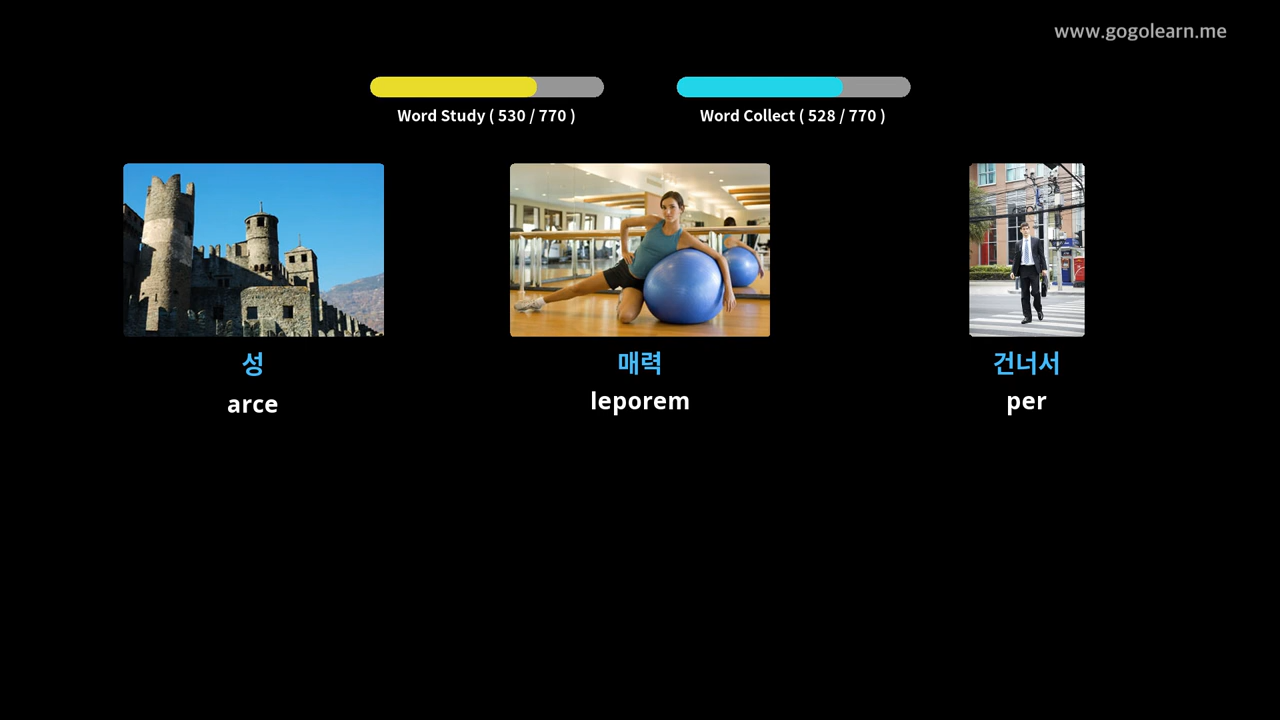 www.gogolearn.me
Word Study ( 530 / 770 )
Word Collect ( 528 / 770 )
성
arce
매력
leporem
건너서
per